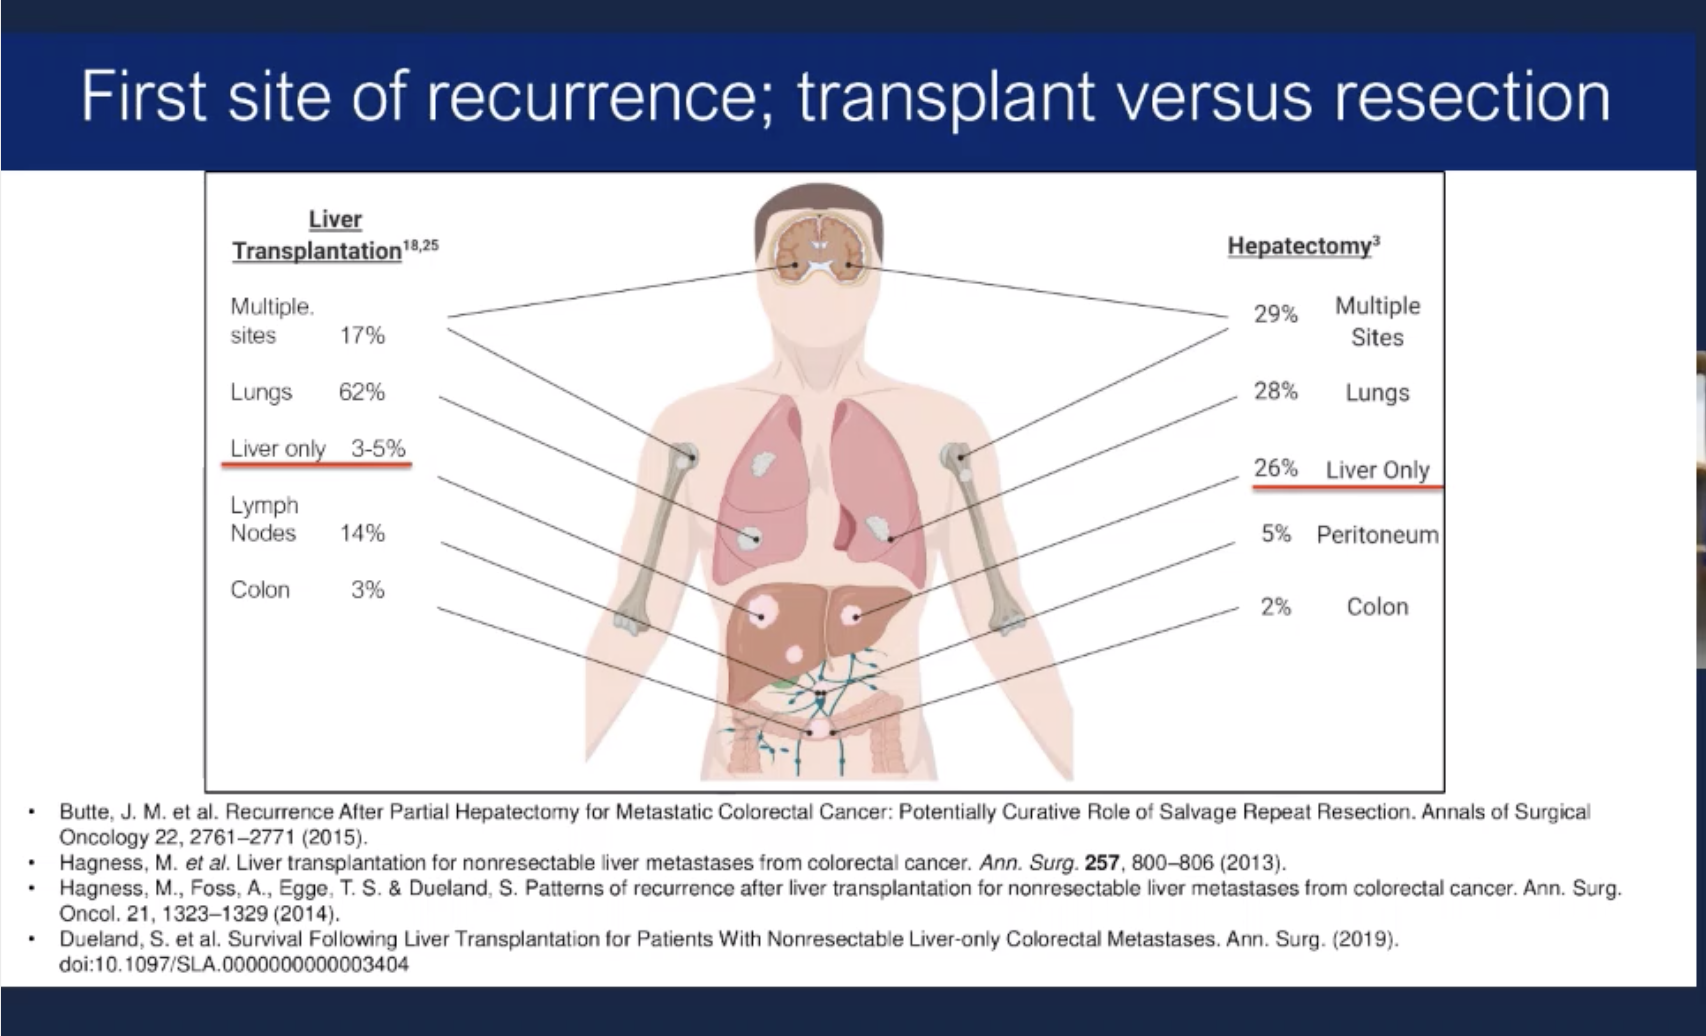 First site of recurrence; transplant versus resection
Liver
Transplantation18,25
Multiple.
sites 17%
Lungs 62%
Liver only 3-5%
Lymph
Nodes 14%
Colon 3%
Hepatectomy3
29% Multiple
Sites
28% Lungs
26% Liver Only
5% Peritoneum
2% Colon
• Butte, J. M. et al. Recurrence After Partial Hepatectomy for Metastatic Colorectal Cancer: Potentially Curative Role of Salvage Repeat Resection. Annals of Surgical
Oncology 22, 2761–2771 (2015).
• Hagness, M. et al. Liver transplantation for nonresectable liver metastases from colorectal cancer. Ann. Surg. 257, 800–806 (2013).
• Hagness, M., Foss, A., Egge, T. S. & Dueland, S. Patterns of recurrence after liver transplantation for nonresectable liver metastases from colorectal cancer. Ann. Surg.
Oncol. 21, 1323–1329 (2014).
• Dueland, S. et al. Survival Following Liver Transplantation for Patients With Nonresectable Liver-only Colorectal Metastases. Ann. Surg. (2019).
doi:10.1097/SLA.0000000000003404